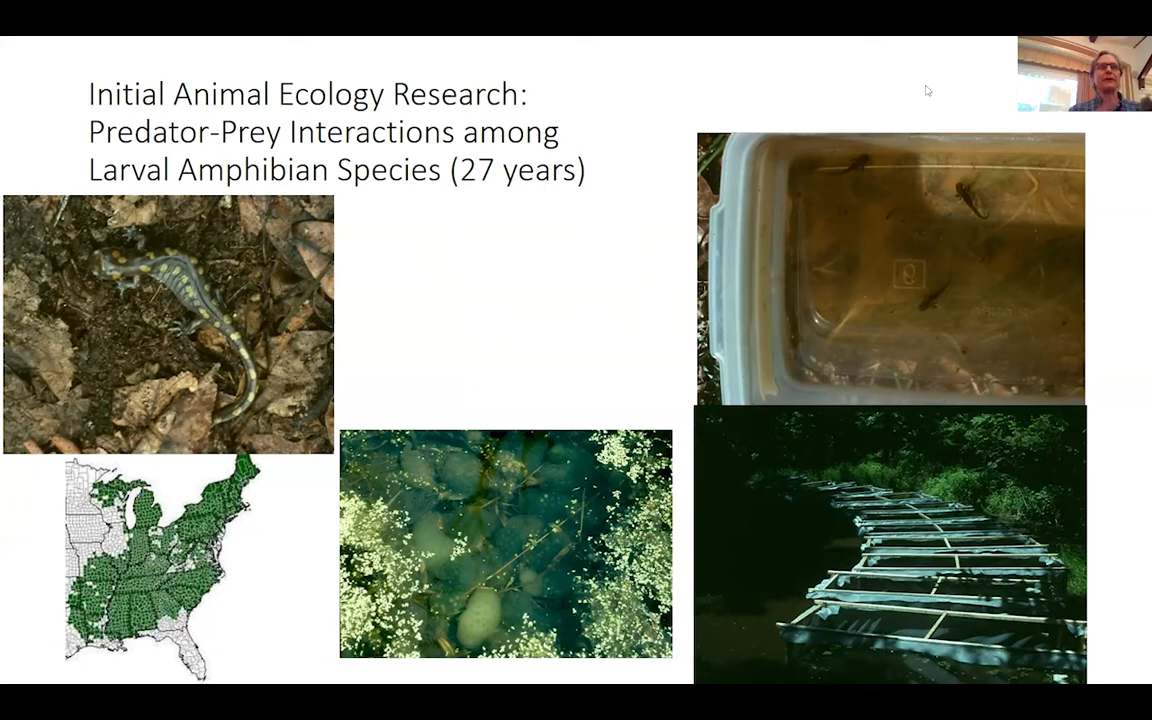 Initial Animal Ecology Research:
Predator-Prey Interactions among
Larval Amphibian Species (27 years)